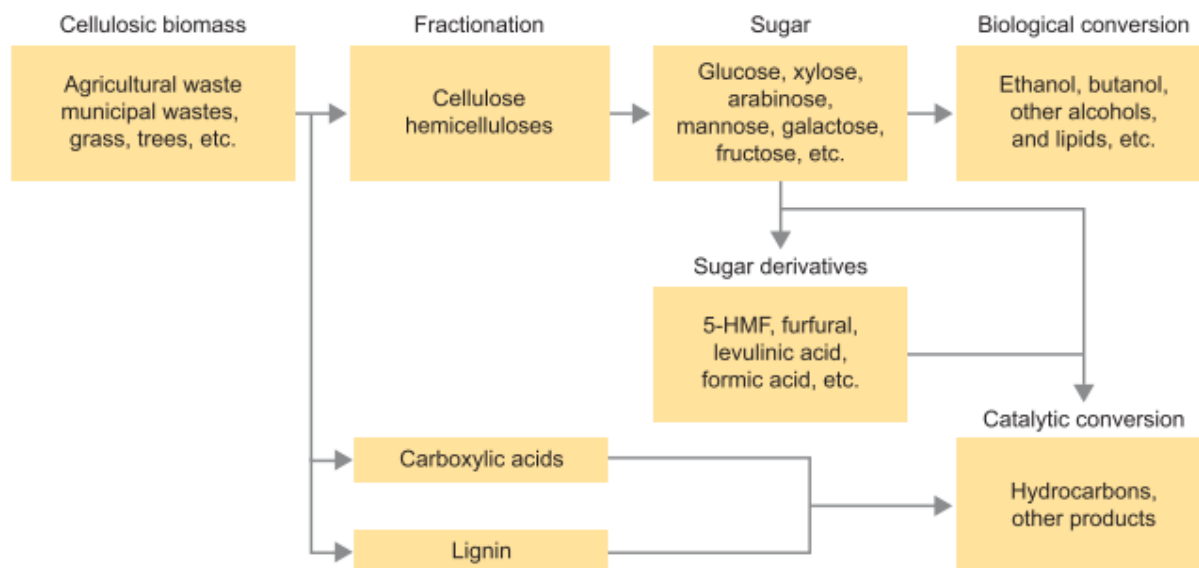 Cellulosic biomass
Agricultural waste
municipal wastes,
grass, trees, etc.
Fractionation
Cellulose
hemicelluloses
Sugar
Glucose, xylose,
arabinose,
mannose, galactose,
fructose, etc.
Biological conversion
Ethanol, butanol,
other alcohols,
and lipids, etc.
Sugar derivatives
5-HMF, furfural,
levulinic acid,
formic acid, etc.
Carboxylic acids
Lignin
Catalytic conversion
Hydrocarbons,
other products